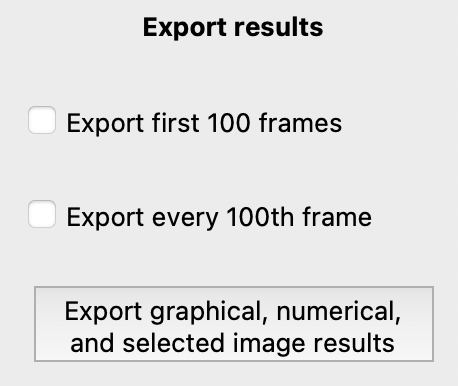 Export results
Export first 100 frames
Export every 100th frame
Export graphical, numerical,
and selected image results